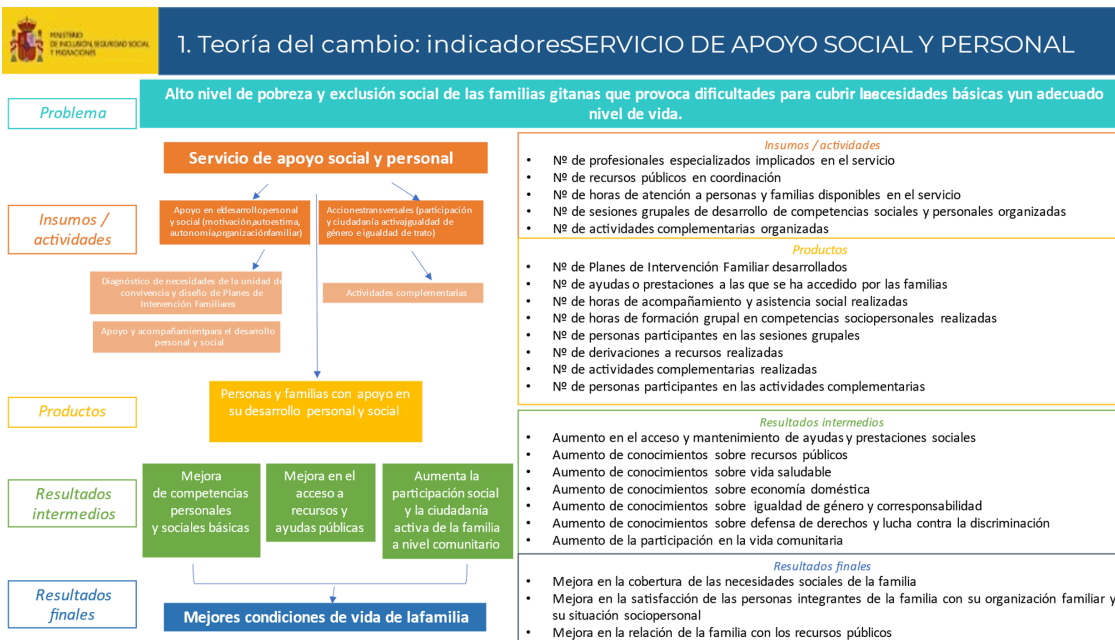 MINISTERIO
DE INCLUSIÓN, SEGURIDAD SOCIAL
Y MIGRACIONES
1. Teoría del cambio: indicadoresSERVICIO DE APOYO SOCIAL Y PERSONAL
Problema
Alto nivel de pobreza y exclusión social de las familias gitanas que provoca dificultades para cubrir las necesidades básicas y un adecuado
nivel de vida.
Servicio de apoyo social y personal
Insumos /
actividades
Apoyo en el desarrollo personal
y social (motivación, autoestima,
autonomía, organización familiar)
Acciones transversales (participación
y ciudadanía activa, igualdad de
género e igualdad de trato)
Diagnóstico de necesidades de la unidad de
convivencia y diseño de Planes de
Intervención Familiares
Actividades complementarias
Apoyo y acompañamiento para el desarrollo
personal y social
Productos
Personas y familias con apoyo en
su desarrollo personal y social
Resultados
intermedios
Mejora
de competencias
personales
y sociales básicas
Mejora en el
acceso a
recursos y
ayudas públicas
Aumenta la
participación social
y la ciudadanía
activa de la familia
a nivel comunitario
Resultados
finales
Mejores condiciones de vida de la familia
Insumos / actividades
• Nº de profesionales especializados implicados en el servicio
• Nº de recursos públicos en coordinación
• Nº de horas de atención a personas y familias disponibles en el servicio
• Nº de sesiones grupales de desarrollo de competencias sociales y personales organizadas
• Nº de actividades complementarias organizadas
Productos
• Nº de Planes de Intervención Familiar desarrollados
• Nº de ayudas o prestaciones a las que se ha accedido por las familias
• Nº de horas de acompañamiento y asistencia social realizadas
• Nº de horas de formación grupal en competencias sociopersonales realizadas
• Nº de personas participantes en las sesiones grupales
• Nº de derivaciones a recursos realizadas
• Nº de actividades complementarias realizadas
• Nº de personas participantes en las actividades complementarias
Resultados intermedios
• Aumento en el acceso y mantenimiento de ayudas y prestaciones sociales
• Aumento de conocimientos sobre recursos públicos
• Aumento de conocimientos sobre vida saludable
• Aumento de conocimientos sobre economía doméstica
• Aumento de conocimientos sobre igualdad de género y corresponsabilidad
• Aumento de conocimientos sobre defensa de derechos y lucha contra la discriminación
• Aumento de la participación en la vida comunitaria
Resultados finales
• Mejora en la cobertura de las necesidades sociales de la familia
• Mejora en la satisfacción de las personas integrantes de la familia con su organización familiar y
su situación sociopersonal
• Mejora en la relación de la familia con los recursos públicos